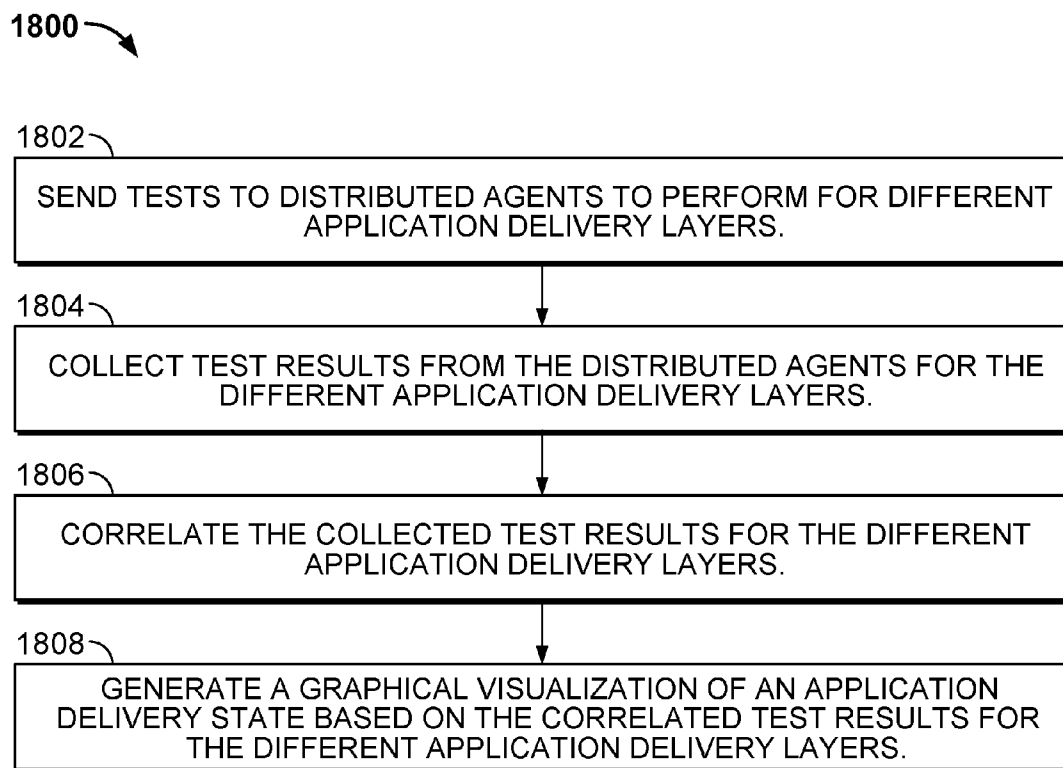 1800
1802
SEND TESTS TO DISTRIBUTED AGENTS TO PERFORM FOR DIFFERENT
APPLICATION DELIVERY LAYERS.
1804
COLLECT TEST RESULTS FROM THE DISTRIBUTED AGENTS FOR THE
DIFFERENT APPLICATION DELIVERY LAYERS.
1806
CORRELATE THE COLLECTED TEST RESULTS FOR THE DIFFERENT
APPLICATION DELIVERY LAYERS.
1808
GENERATE A GRAPHICAL VISUALIZATION OF AN APPLICATION
DELIVERY STATE BASED ON THE CORRELATED TEST RESULTS FOR
THE DIFFERENT APPLICATION DELIVERY LAYERS.